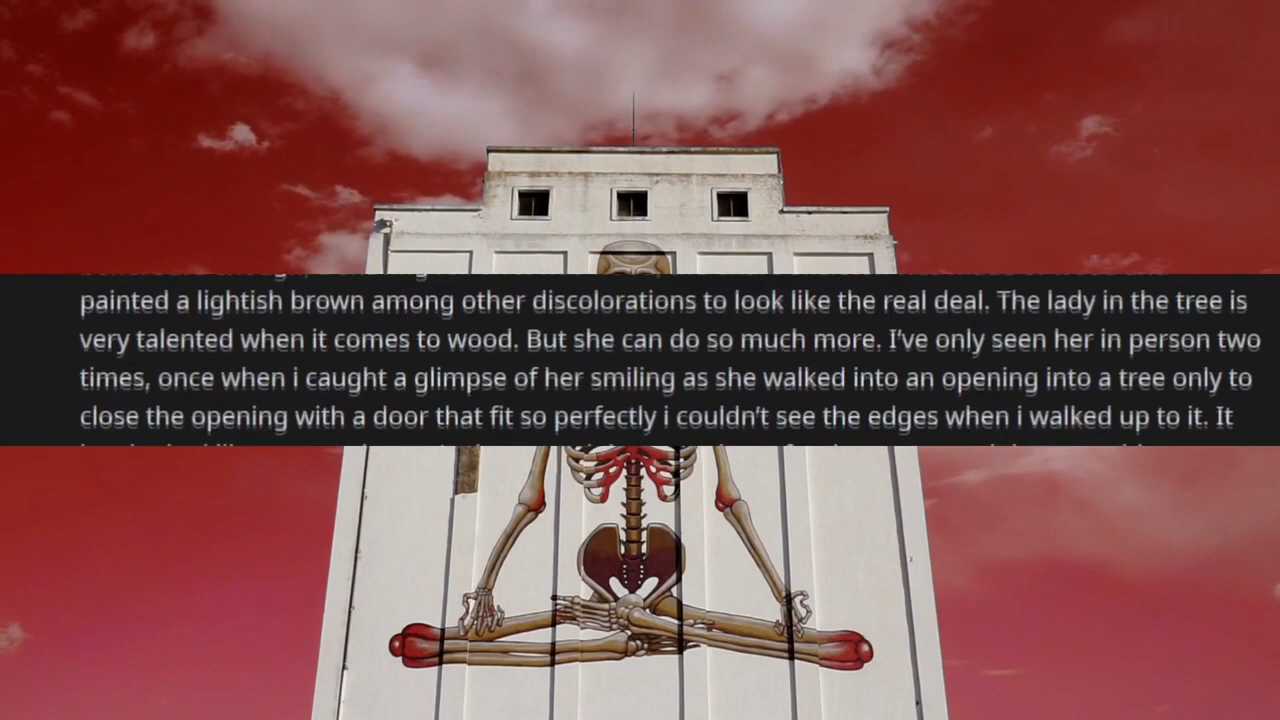 painted a lightish brown among other discolorations to look like the real deal. The lady in the tree is
very talented when it comes to wood. But she can do so much more. I’ve only seen her in person two
times, once when i caught a glimpse of her smiling as she walked into an opening into a tree only to
close the opening with a door that fit so perfectly i couldn’t see the edges when i walked up to it. It